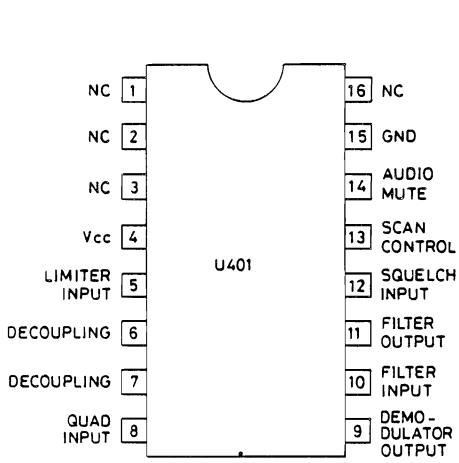 NC 1
16 NC
NC 2
15 GND
NC 3
14 AUDIO
MUTE
Vcc 4
13 SCAN
CONTROL
U401
LIMITER
INPUT 5
12 SQUELCH
INPUT
DECOUPLING 6
11 FILTER
OUTPUT
DECOUPLING 7
10 FILTER
INPUT
QUAD
INPUT 8
9 DEMO-
DULATOR
OUTPUT